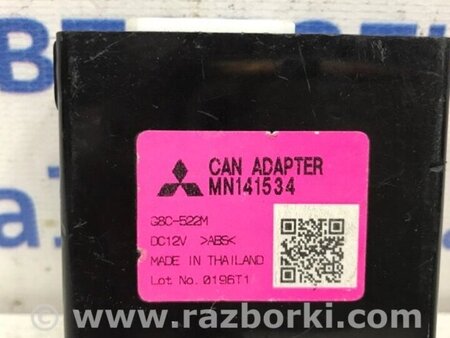 CAN ADAPTER
MN141534
G8C-522M
DC12V >ABS<
MADE IN THAILAND
Lot No. 0196T1
© www.razborki.com